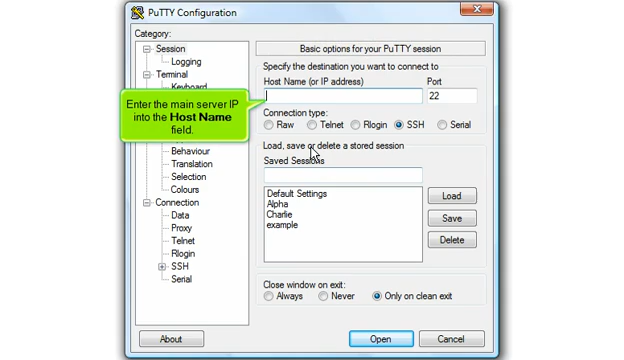 PuTTY Configuration
Category:
Session
Logging
Terminal
Keyboard
Behaviour
Translation
Selection
Colours
Connection
Data
Proxy
Telnet
Rlogin
SSH
Serial
Enter the main server IP
into the Host Name
field.
Basic options for your PuTTY session
Specify the destination you want to connect to
Host Name (or IP address)
Port
22
Connection type:
Raw
Telnet
Rlogin
SSH
Serial
Load, save or delete a stored session
Saved Sessions
Default Settings
Alpha
Charlie
example
Load
Save
Delete
Close window on exit:
Always
Never
Only on clean exit
About
Open
Cancel